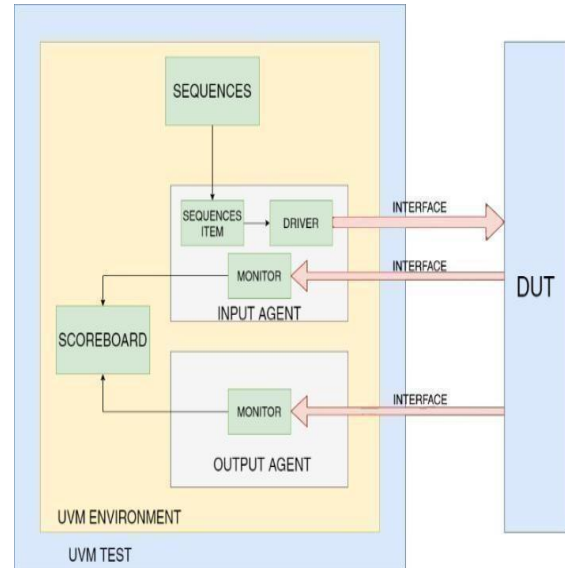 SEQUENCES
SEQUENCES
ITEM
DRIVER
INTERFACE
MONITOR
INTERFACE
INPUT AGENT
DUT
SCOREBOARD
INTERFACE
MONITOR
OUTPUT AGENT
UVM ENVIRONMENT
UVM TEST